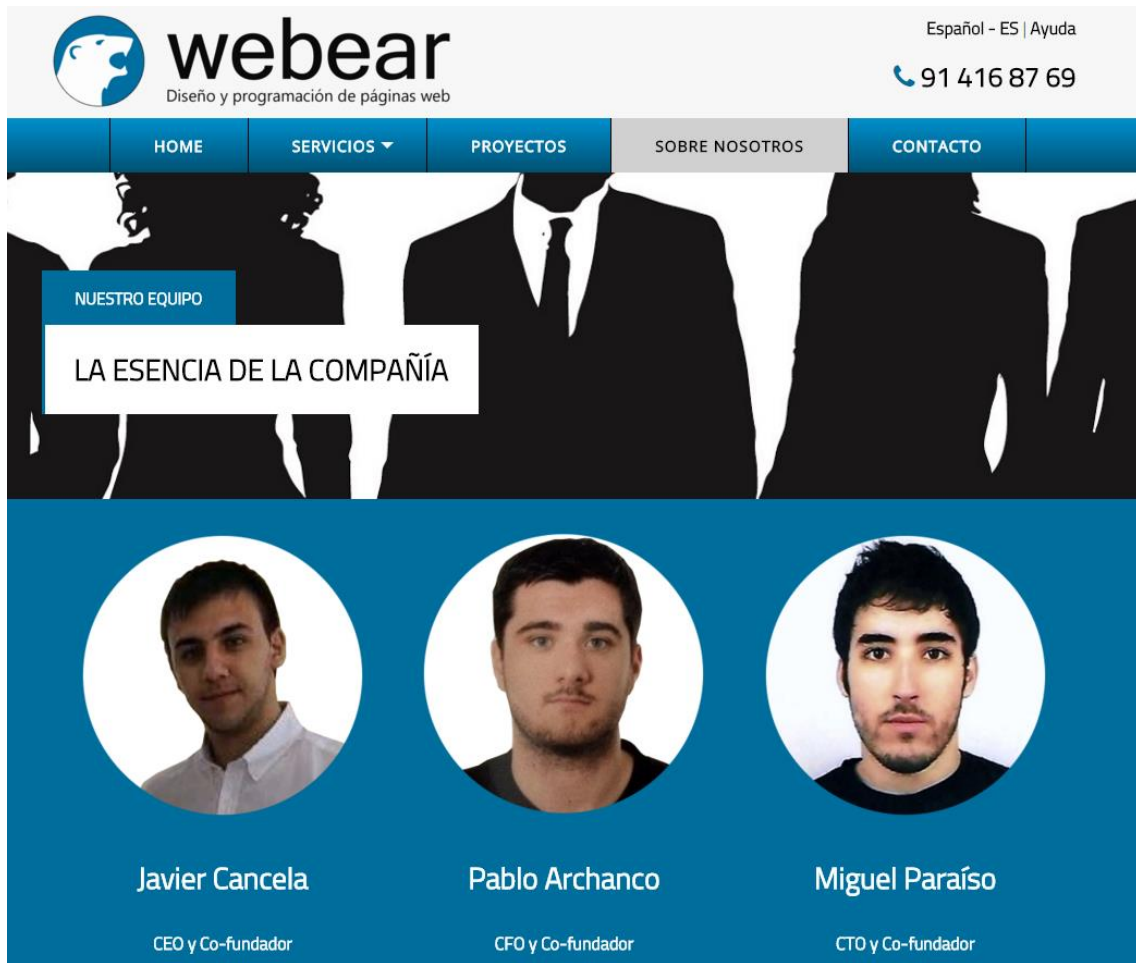 webear
Diseño y programación de páginas web
Español - ES | Ayuda
91 416 87 69
HOME
SERVICIOS
PROYECTOS
SOBRE NOSOTROS
CONTACTO
NUESTRO EQUIPO
LA ESENCIA DE LA COMPAÑÍA
Javier Cancela
Pablo Archanco
Miguel Paraíso
CEO y Co-fundador
CFO y Co-fundador
CTO y Co-fundador